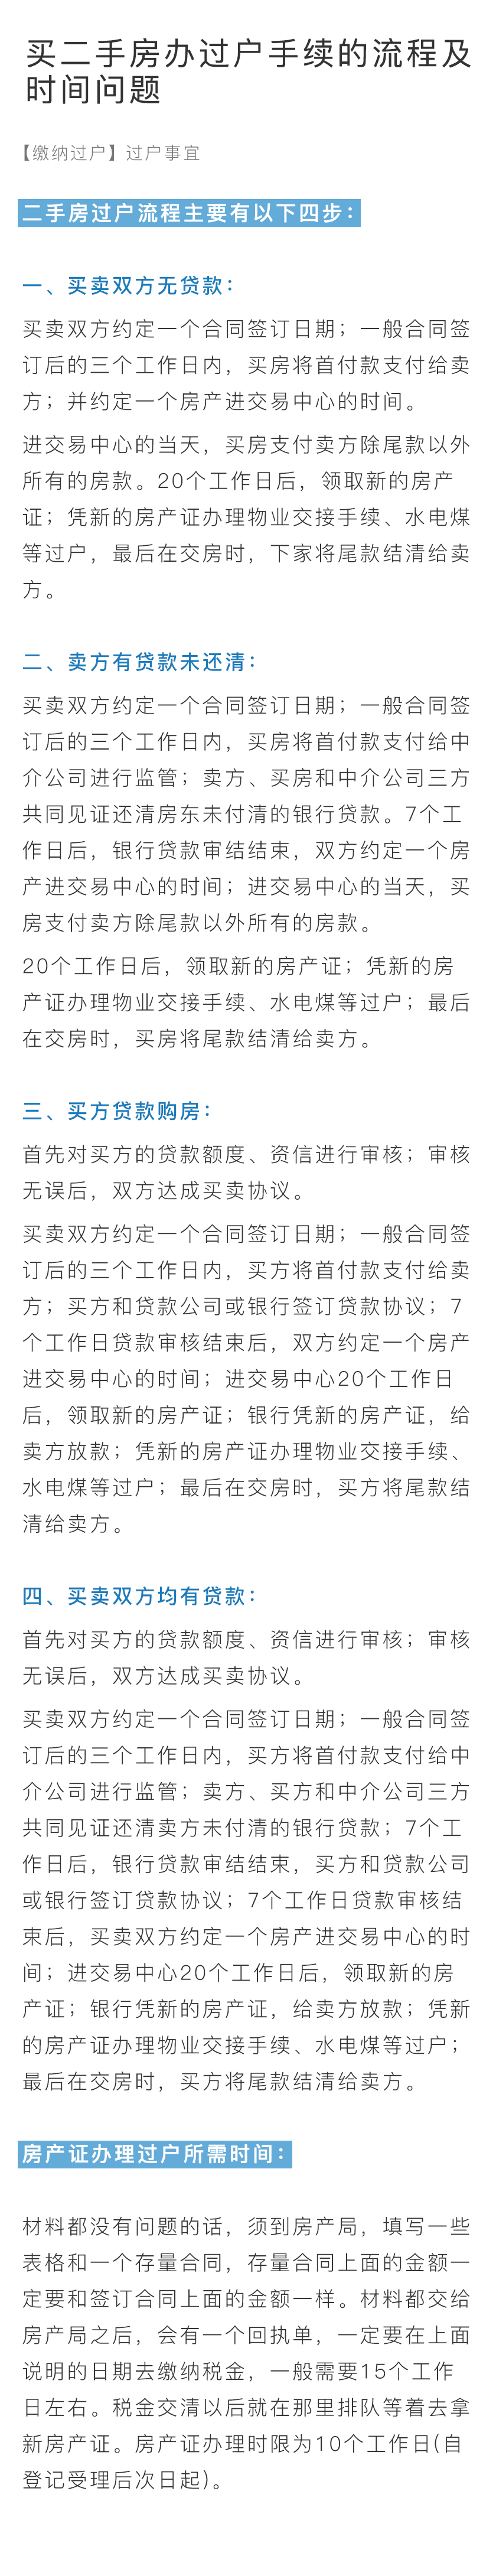 买二手房办过户手续的流程及
时间问题
【缴纳过户】过户事宜
二手房过户流程主要有以下四步：
一、买卖双方无贷款：
买卖双方约定一个合同签订日期；一般合同签
订后的三个工作日内，买房将首付款支付给卖
方；并约定一个房产进交易中心的时间。
进交易中心的当天，买房支付卖方除尾款以外
所有的房款。20个工作日后，领取新的房产
证；凭新的房产证办理物业交接手续、水电煤
等过户，最后在交房时，下家将尾款结清给卖
方。
二、卖方有贷款未还清：
买卖双方约定一个合同签订日期；一般合同签
订后的三个工作日内，买房将首付款支付给中
介公司进行监管；卖方、买房和中介公司三方
共同见证还清房东未付清的银行贷款。7个工
作日后，银行贷款审结结束，双方约定一个房
产进交易中心的时间；进交易中心的当天，买
房支付卖方除尾款以外所有的房款。
20个工作日后，领取新的房产证；凭新的房
产证办理物业交接手续、水电煤等过户；最后
在交房时，买房将尾款结清给卖方。
三、买方贷款购房：
首先对买方的贷款额度、资信进行审核；审核
无误后，双方达成买卖协议。
买卖双方约定一个合同签订日期；一般合同签
订后的三个工作日内，买方将首付款支付给卖
方；买方和贷款公司或银行签订贷款协议；7
个工作日贷款审核结束后，双方约定一个房产
进交易中心的时间；进交易中心20个工作日
后，领取新的房产证；银行凭新的房产证，给
卖方放款；凭新的房产证办理物业交接手续、
水电煤等过户；最后在交房时，买方将尾款结
清给卖方。
四、买卖双方均有贷款：
首先对买方的贷款额度、资信进行审核；审核
无误后，双方达成买卖协议。
买卖双方约定一个合同签订日期；一般合同签
订后的三个工作日内，买方将首付款支付给中
介公司进行监管；卖方、买方和中介公司三方
共同见证还清卖方未付清的银行贷款；7个工
作日后，银行贷款审结结束，买方和贷款公司
或银行签订贷款协议；7个工作日贷款审核结
束后，买卖双方约定一个房产进交易中心的时
间；进交易中心20个工作日后，领取新的房
产证；银行凭新的房产证，给卖方放款；凭新
的房产证办理物业交接手续、水电煤等过户；
最后在交房时，买方将尾款结清给卖方。
房产证办理过户所需时间：
材料都没有问题的话，须到房产局，填写一些
表格和一个存量合同，存量合同上面的金额一
定要和签订合同上面的金额一样。材料都交给
房产局之后，会有一个回执单，一定要在上面
说明的日期去缴纳税金，一般需要15个工作
日左右。税金交清以后就在那里排队等着去拿
新房产证。房产证办理时限为10个工作日(自
登记受理后次日起)。